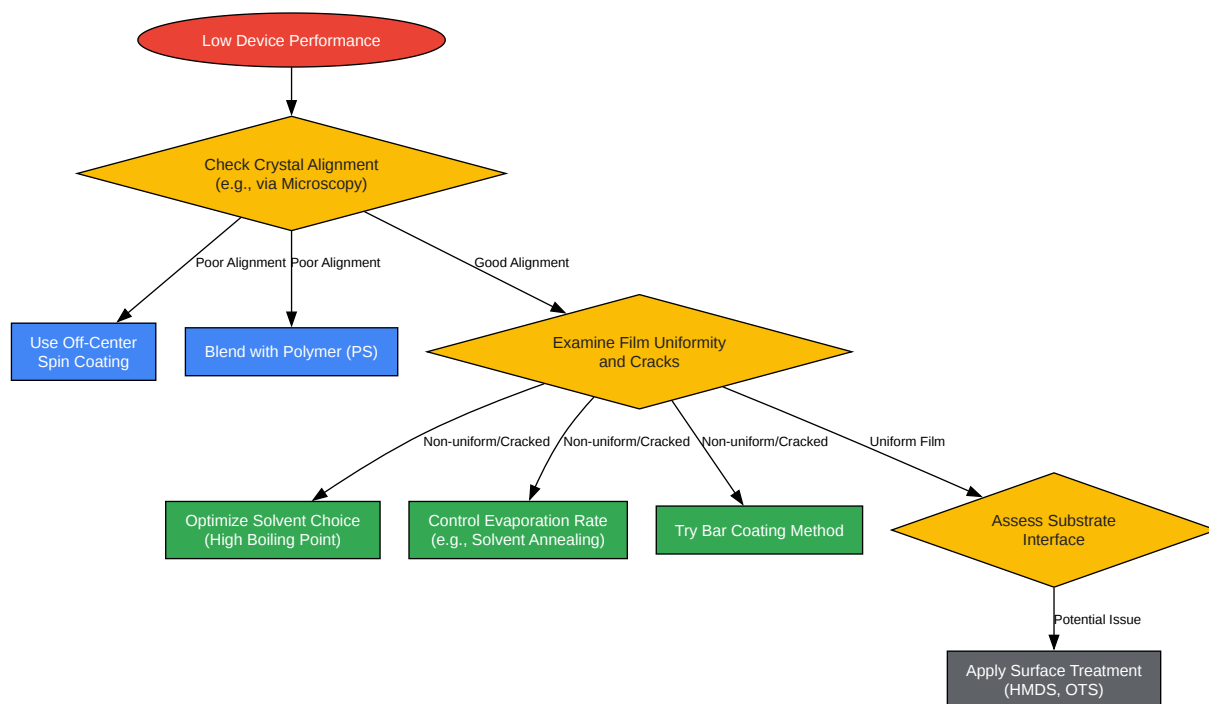 Low Device Performance
Check Crystal Alignment
(e.g., via Microscopy)
Poor Alignment
Poor Alignment
Good Alignment
Use Off-Center
Spin Coating
Blend with Polymer (PS)
Examine Film Uniformity
and Cracks
Non-uniform/Cracked
Non-uniform/Cracked
Non-uniform/Cracked
Uniform Film
Optimize Solvent Choice
(High Boiling Point)
Control Evaporation Rate
(e.g., Solvent Annealing)
Try Bar Coating Method
Assess Substrate
Interface
Potential Issue
Apply Surface Treatment
(HMDS, OTS)